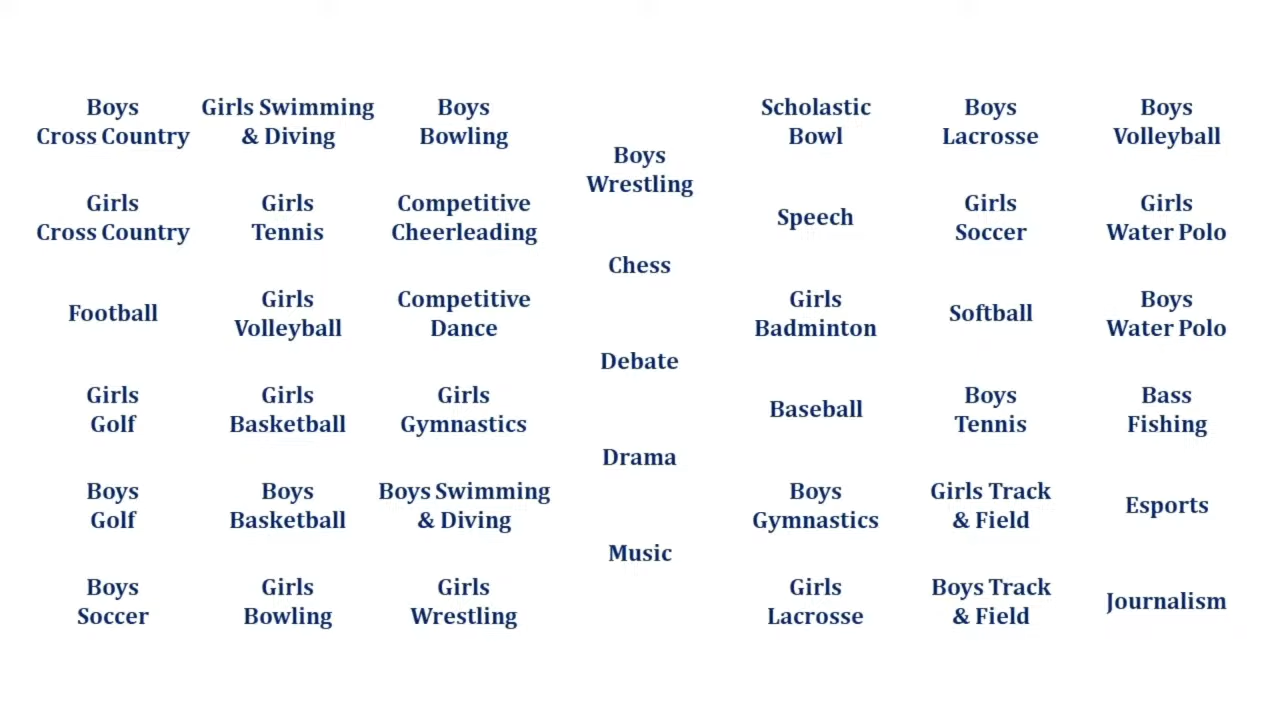 Boys
Cross Country
Girls
Cross Country
Football
Girls
Golf
Boys
Golf
Boys
Soccer
Girls Swimming
& Diving
Girls
Tennis
Girls
Volleyball
Girls
Basketball
Boys
Basketball
Girls
Bowling
Boys
Bowling
Competitive
Cheerleading
Competitive
Dance
Girls
Gymnastics
Boys Swimming
& Diving
Girls
Wrestling
Boys
Wrestling
Chess
Debate
Drama
Music
Scholastic
Bowl
Speech
Girls
Badminton
Baseball
Boys
Gymnastics
Girls
Lacrosse
Boys
Lacrosse
Girls
Soccer
Softball
Boys
Tennis
Girls Track
& Field
Boys Track
& Field
Boys
Volleyball
Girls
Water Polo
Boys
Water Polo
Bass
Fishing
Esports
Journalism